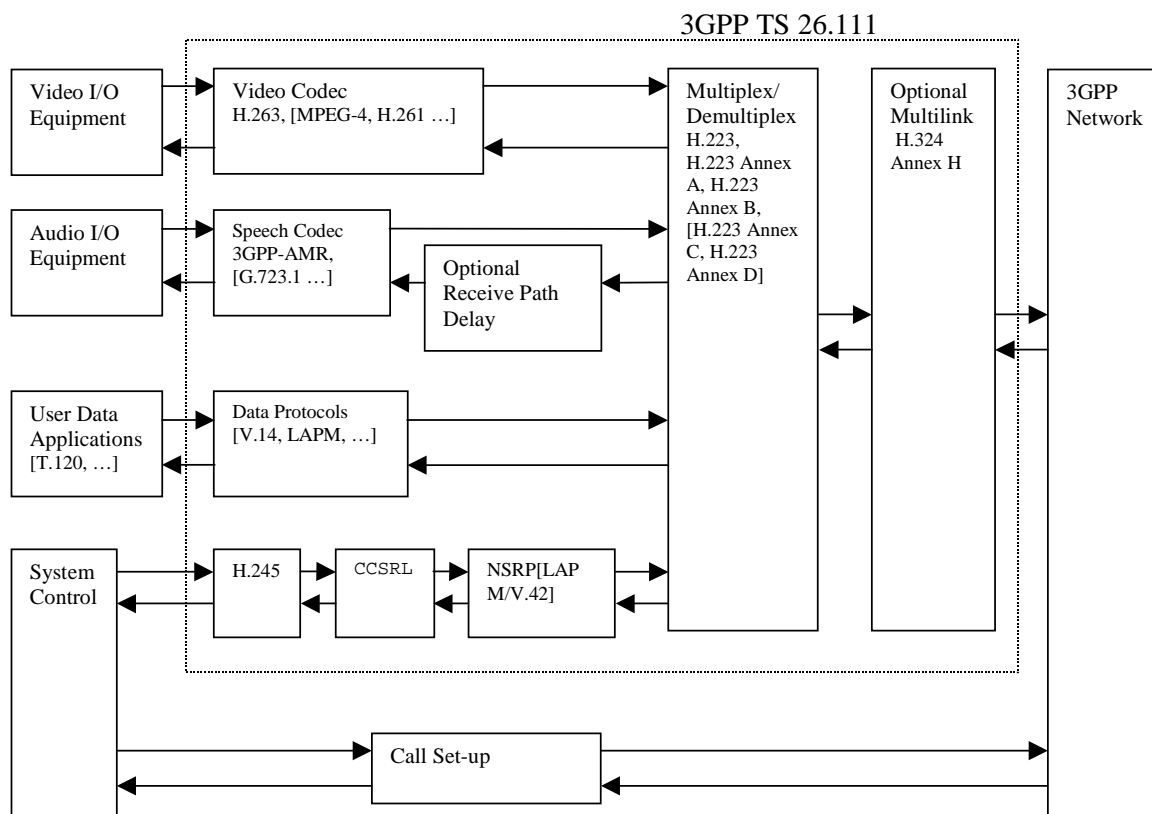 3GPP TS 26.111
Video I/O
Equipment
Video Codec
H.263, [MPEG-4, H.261 …]
Multiplex/
Demultiplex
H.223,
H.223 Annex
A, H.223
Annex B,
[H.223 Annex
C, H.223
Annex D]
Optional
Multilink
H.324
Annex H
3GPP
Network
Audio I/O
Equipment
Speech Codec
3GPP-AMR,
[G.723.1 …]
Optional
Receive Path
Delay
User Data
Applications
[T.120, …]
Data Protocols
[V.14, LAPM, …]
System
Control
H.245
CCSRL
NSRP[LAP
M/V.42]
Call Set-up